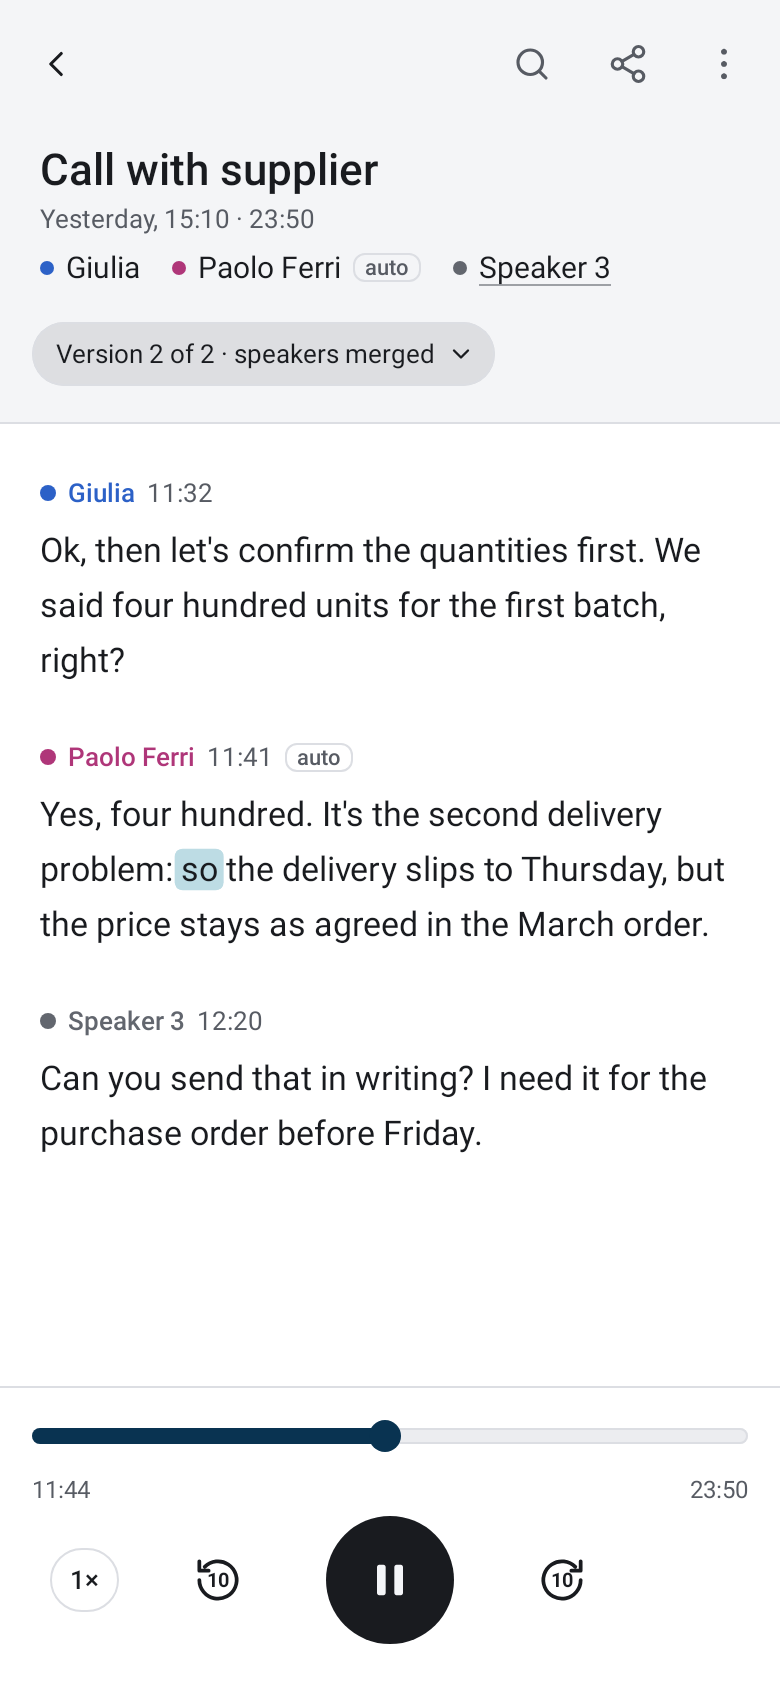 Call with supplier
Yesterday, 15:10 · 23:50
Giulia Paolo Ferri auto Speaker 3
Version 2 of 2 · speakers merged
Giulia 11:32
Ok, then let's confirm the quantities first. We
said four hundred units for the first batch,
right?
Paolo Ferri 11:41 auto
Yes, four hundred. It's the second delivery
problem: so the delivery slips to Thursday, but
the price stays as agreed in the March order.
Speaker 3 12:20
Can you send that in writing? I need it for the
purchase order before Friday.
11:44 23:50
1× 10 10